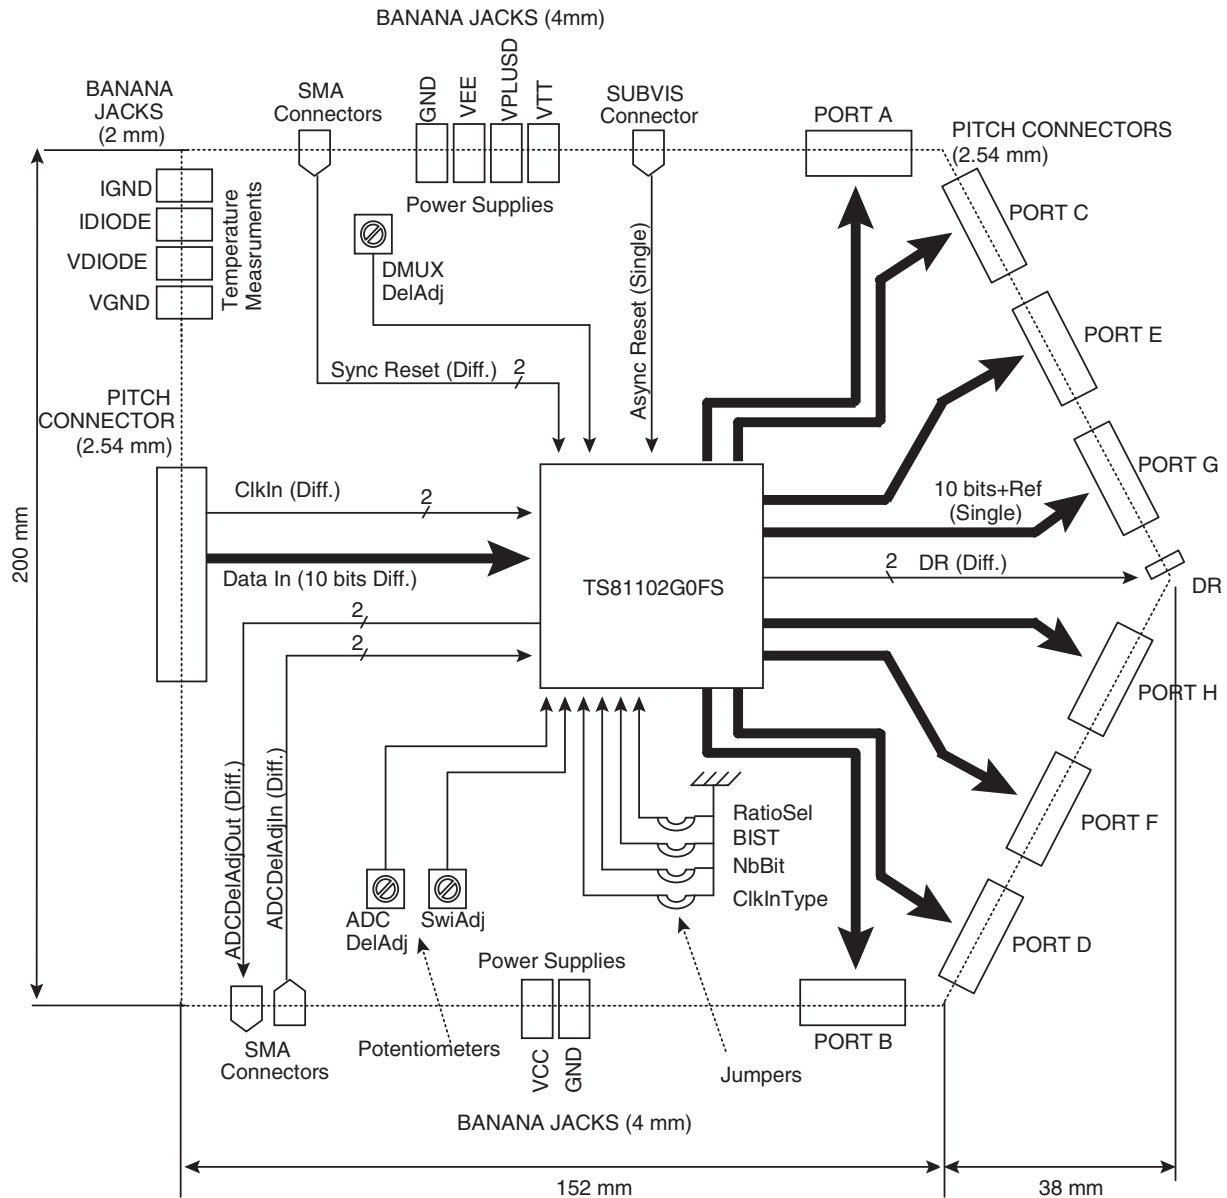 BANANA JACKS (4mm)
BANANA
JACKS
(2 mm)
SMA
Connectors
GND
VEE
VPLUSD
VTT
SUBVIS
Connector
PORT A
PITCH CONNECTORS
(2.54 mm)
IGND
IDIODE
VDIODE
VGND
Temperature
Measruments
Power Supplies
DMUX
DelAdj
Async Reset (Single)
PORT C
PORT E
Sync Reset (Diff.)
2
PITCH
CONNECTOR
(2.54 mm)
PORT G
ClkIn (Diff.)
2
10 bits+Ref
(Single)
200 mm
Data In (10 bits Diff.)
TS81102G0FS
2
DR (Diff.)
DR
2
2
PORT H
ADCDelAdjOut (Diff.)
ADCDelAdjIn (Diff.)
RatioSel
BIST
NbBit
ClkInType
PORT F
ADC
DelAdj
SwiAdj
PORT D
Power Supplies
SMA
Connectors
Potentiometers
VCC
GND
Jumpers
PORT B
BANANA JACKS (4 mm)
152 mm
38 mm